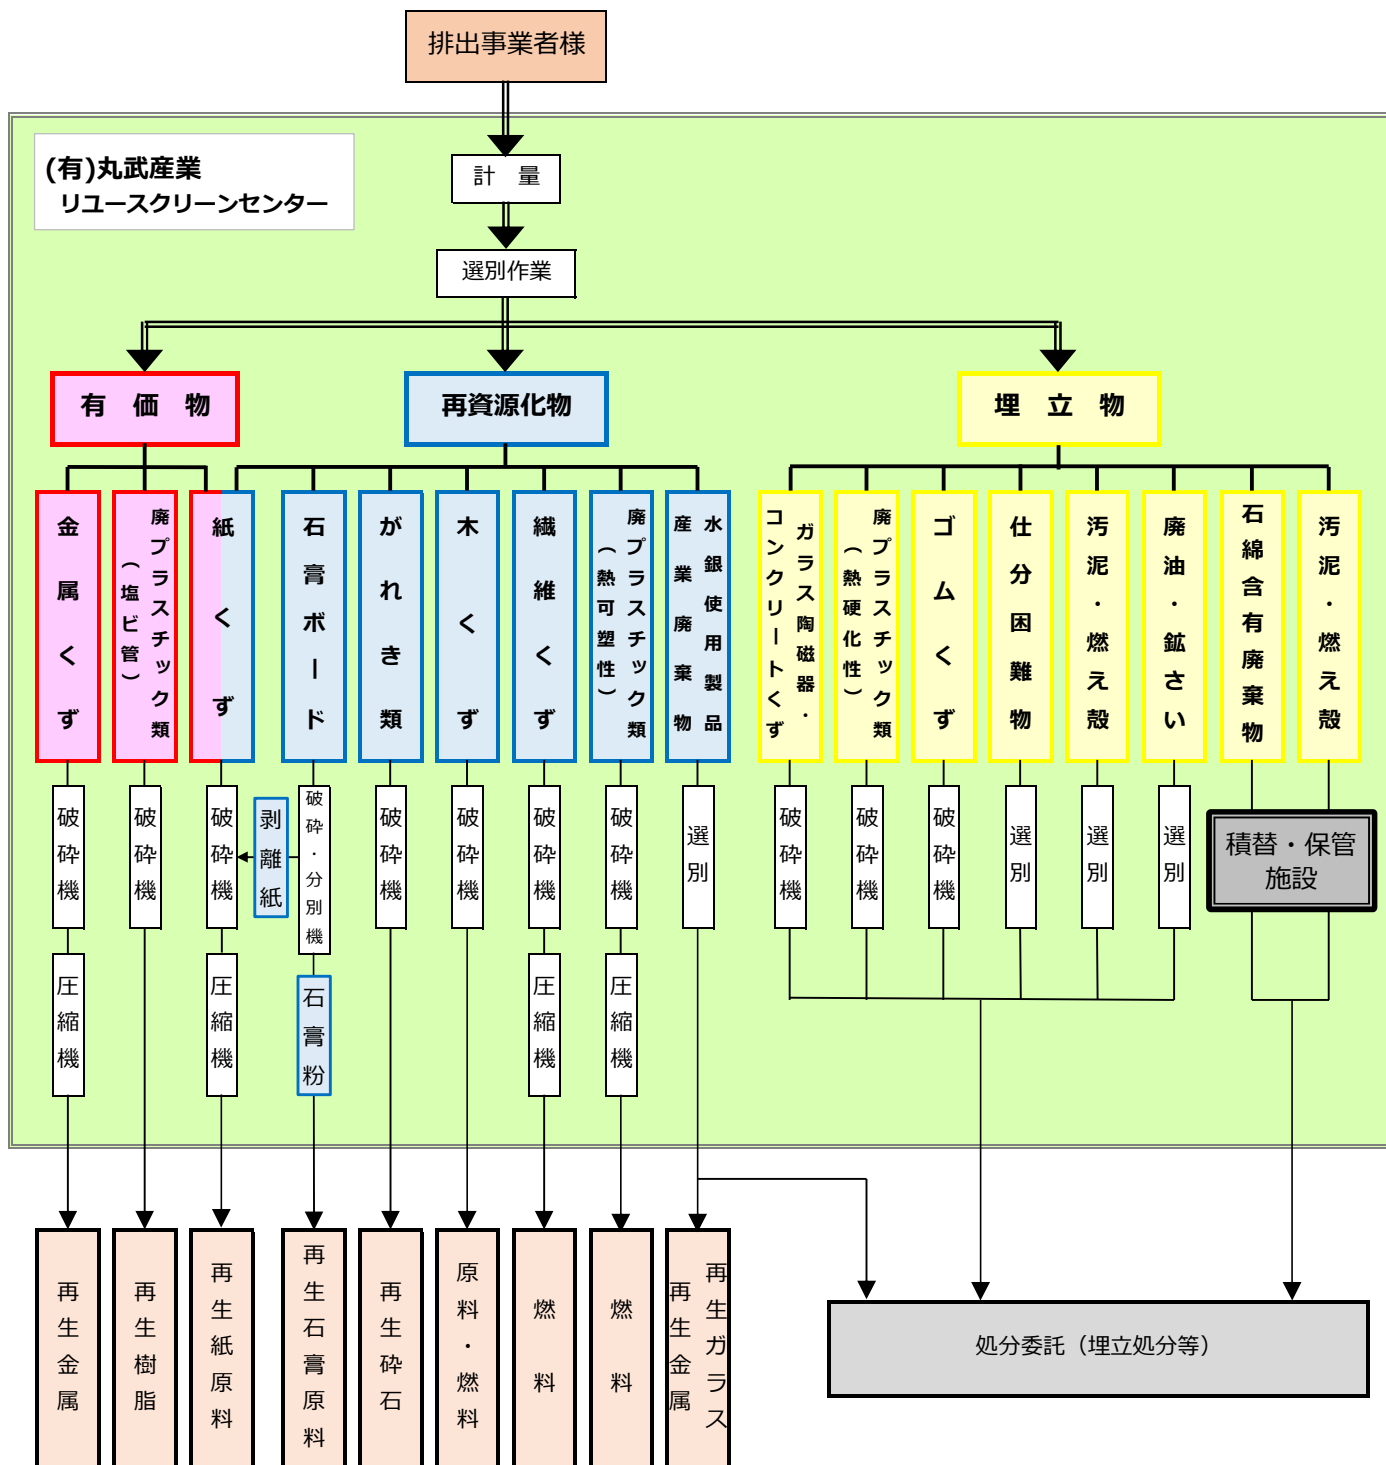 排出事業者様
(有)丸武産業
リユースクリーンセンター
計　量
選別作業
有　価　物
再資源化物
埋　立　物
金属くず
廃プラスチック類
（塩ビ管）
紙くず
石膏ボード
がれき類
木くず
繊維くず
廃プラスチック類
（熱可塑性）
水銀使用製品
産業廃棄物
ガラス陶磁器・
コンクリートくず
廃プラスチック類
（熱硬化性）
ゴムくず
仕分困難物
汚泥・燃え殻
廃油・鉱さい
石綿含有廃棄物
汚泥・燃え殻
破砕機
破砕機
破砕機
剥離紙
破砕・分別機
破砕機
破砕機
破砕機
破砕機
選別
破砕機
破砕機
破砕機
選別
選別
選別
積替・保管
施設
圧縮機
圧縮機
石膏粉
圧縮機
圧縮機
再生金属
再生樹脂
再生紙原料
再生石膏原料
再生砕石
原料・燃料
燃料
燃料
再生ガラス
再生金属
処分委託（埋立処分等）